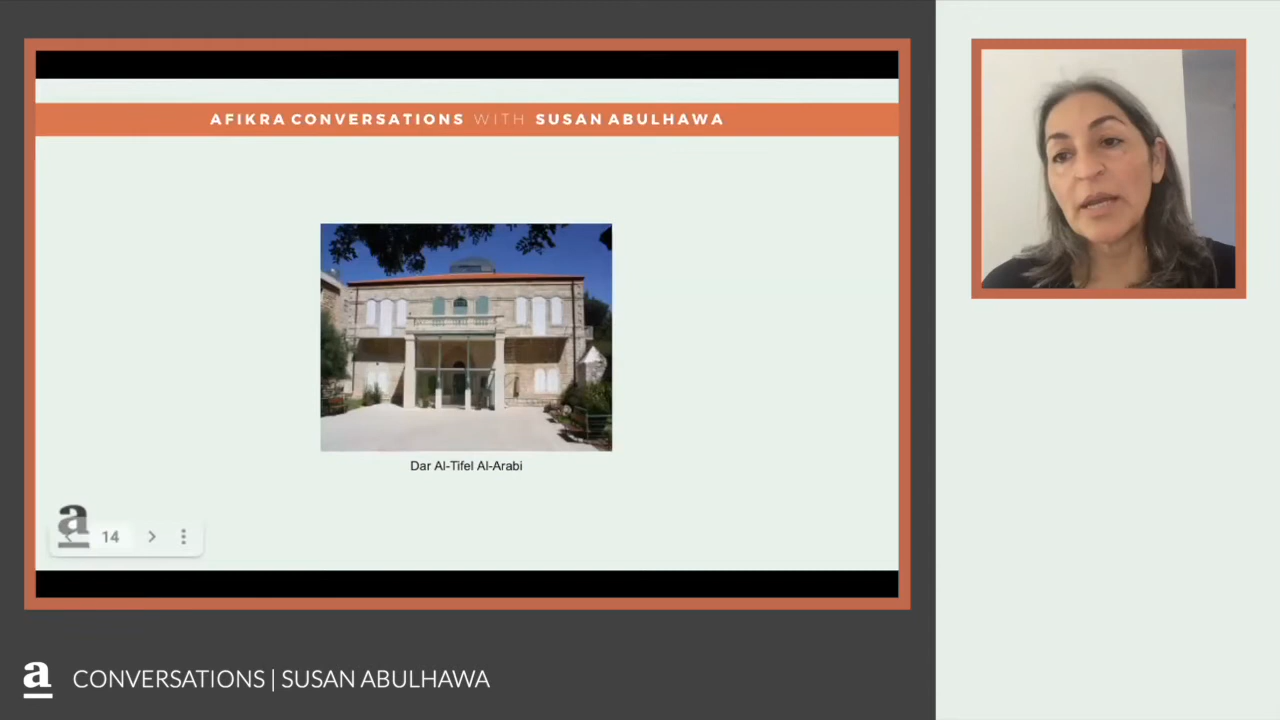 AFIKRA CONVERSATIONS WITH SUSAN ABULHAWA
Dar Al-Tifel Al-Arabi
a
14
a CONVERSATIONS | SUSAN ABULHAWA